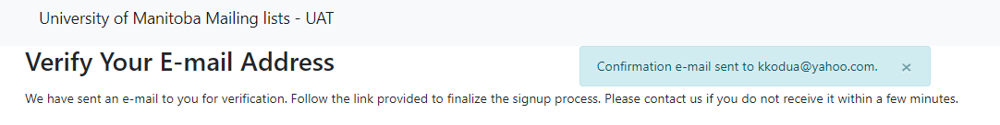 University of Manitoba Mailing lists - UAT
Verify Your E-mail Address
Confirmation e-mail sent to kkodua@yahoo.com. ×
We have sent an e-mail to you for verification. Follow the link provided to finalize the signup process. Please contact us if you do not receive it within a few minutes.